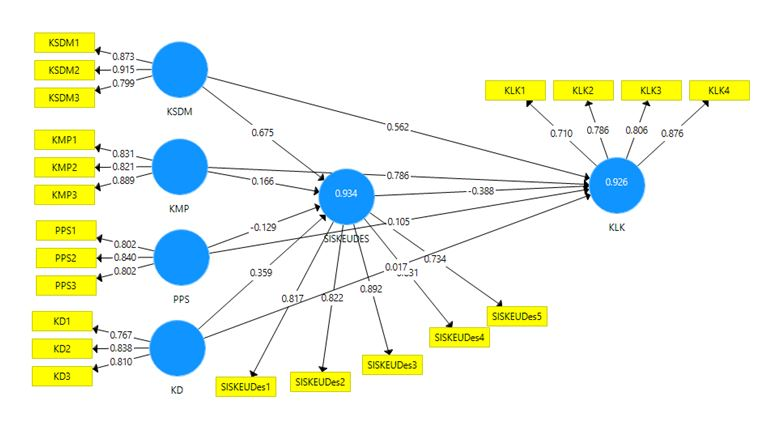 KSDM1
0.873
KSDM2
0.915
KSDM3
0.799
KSDM
KMP1
0.831
KMP2
0.821
KMP3
0.889
KMP
PPS1
0.802
PPS2
0.840
PPS3
0.802
PPS
KD1
0.767
KD2
0.838
KD3
0.810
KD
0.675
0.166
-0.129
0.359
0.934
SISKEUDES
0.562
0.786
-0.388
0.105
0.017
0.817
0.822
0.892
0.734
SISKEUDes1
SISKEUDes2
SISKEUDes3
SISKEUDes4
SISKEUDes5
KLK1
KLK2
KLK3
KLK4
0.710
0.786
0.806
0.876
0.926
KLK